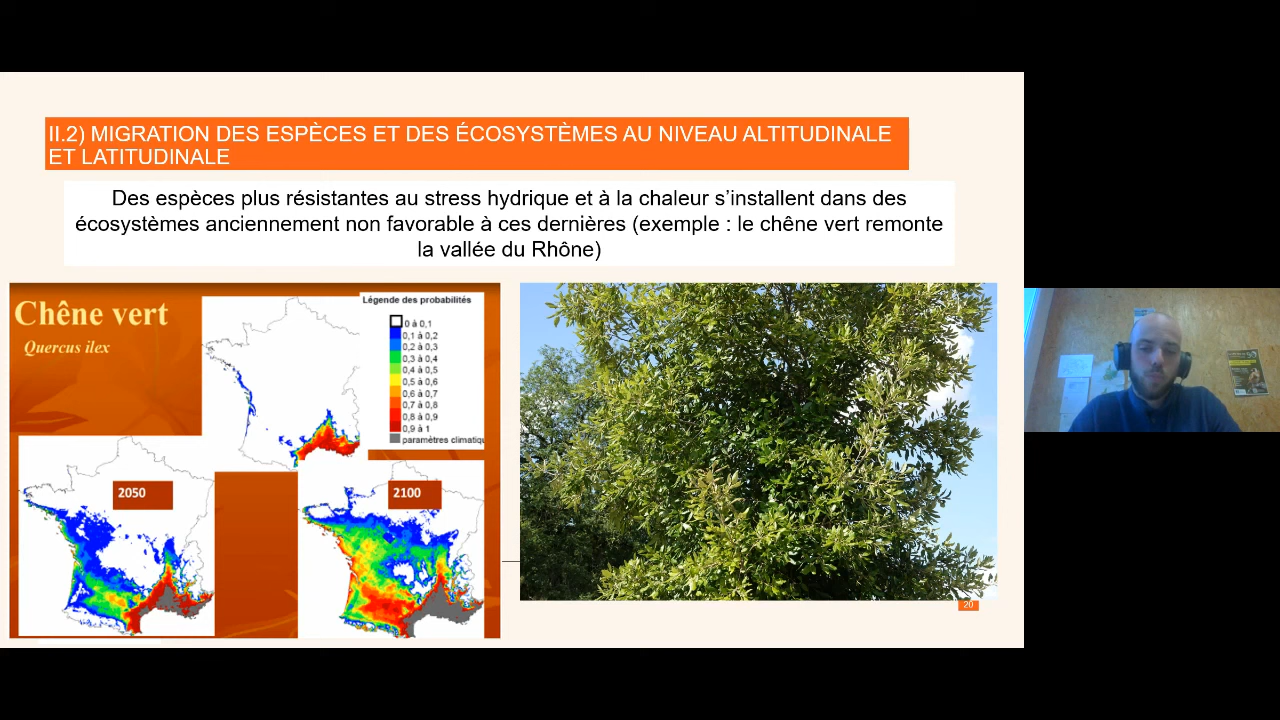 II.2) MIGRATION DES ESPÈCES ET DES ÉCOSYSTÈMES AU NIVEAU ALTITUDINALE
ET LATITUDINALE
Des espèces plus résistantes au stress hydrique et à la chaleur s’installent dans des
écosystèmes anciennement non favorable à ces dernières (exemple : le chêne vert remonte
la vallée du Rhône)
Chêne vert
Quercus ilex
Légende des probabilités
0 à 0,1
0,1 à 0,2
0,2 à 0,3
0,3 à 0,4
0,4 à 0,5
0,5 à 0,6
0,6 à 0,7
0,7 à 0,8
0,8 à 0,9
0,9 à 1
paramètres climatiqu
2050
2100
20